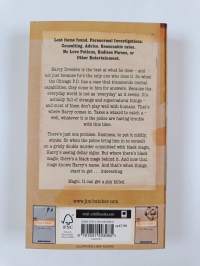 Lost items found. Paranormal Investigations.
Consulting. Advice. Reasonable rates.
No Love Potions, Endless Purses, or
Other Entertainment.
Harry Dresden is the best at what he does - and
not just because he's the only one who does it. So when
the Chicago P.D. has a case that transcends mortal
capabilities, they come to him for answers. Because the
everyday world is not as 'everyday' as it seems. It's
actually full of strange and supernatural things -
and most of them don't play well with humans. That's
where Harry comes in. Takes a wizard to catch a -
well, whatever. It is the police are having trouble
with this time.
There's just one problem. Business, to put it mildly,
stinks. So when the police bring him in to consult
on a grisly double murder committed with black magic,
Harry's seeing dollar signs. But where there's black
magic, there's a black mage behind it. And now that
mage knows Harry's name. And that's when things
start to get ... interesting.
Magic. It can get a guy killed.
www.jim-butcher.com
FSC